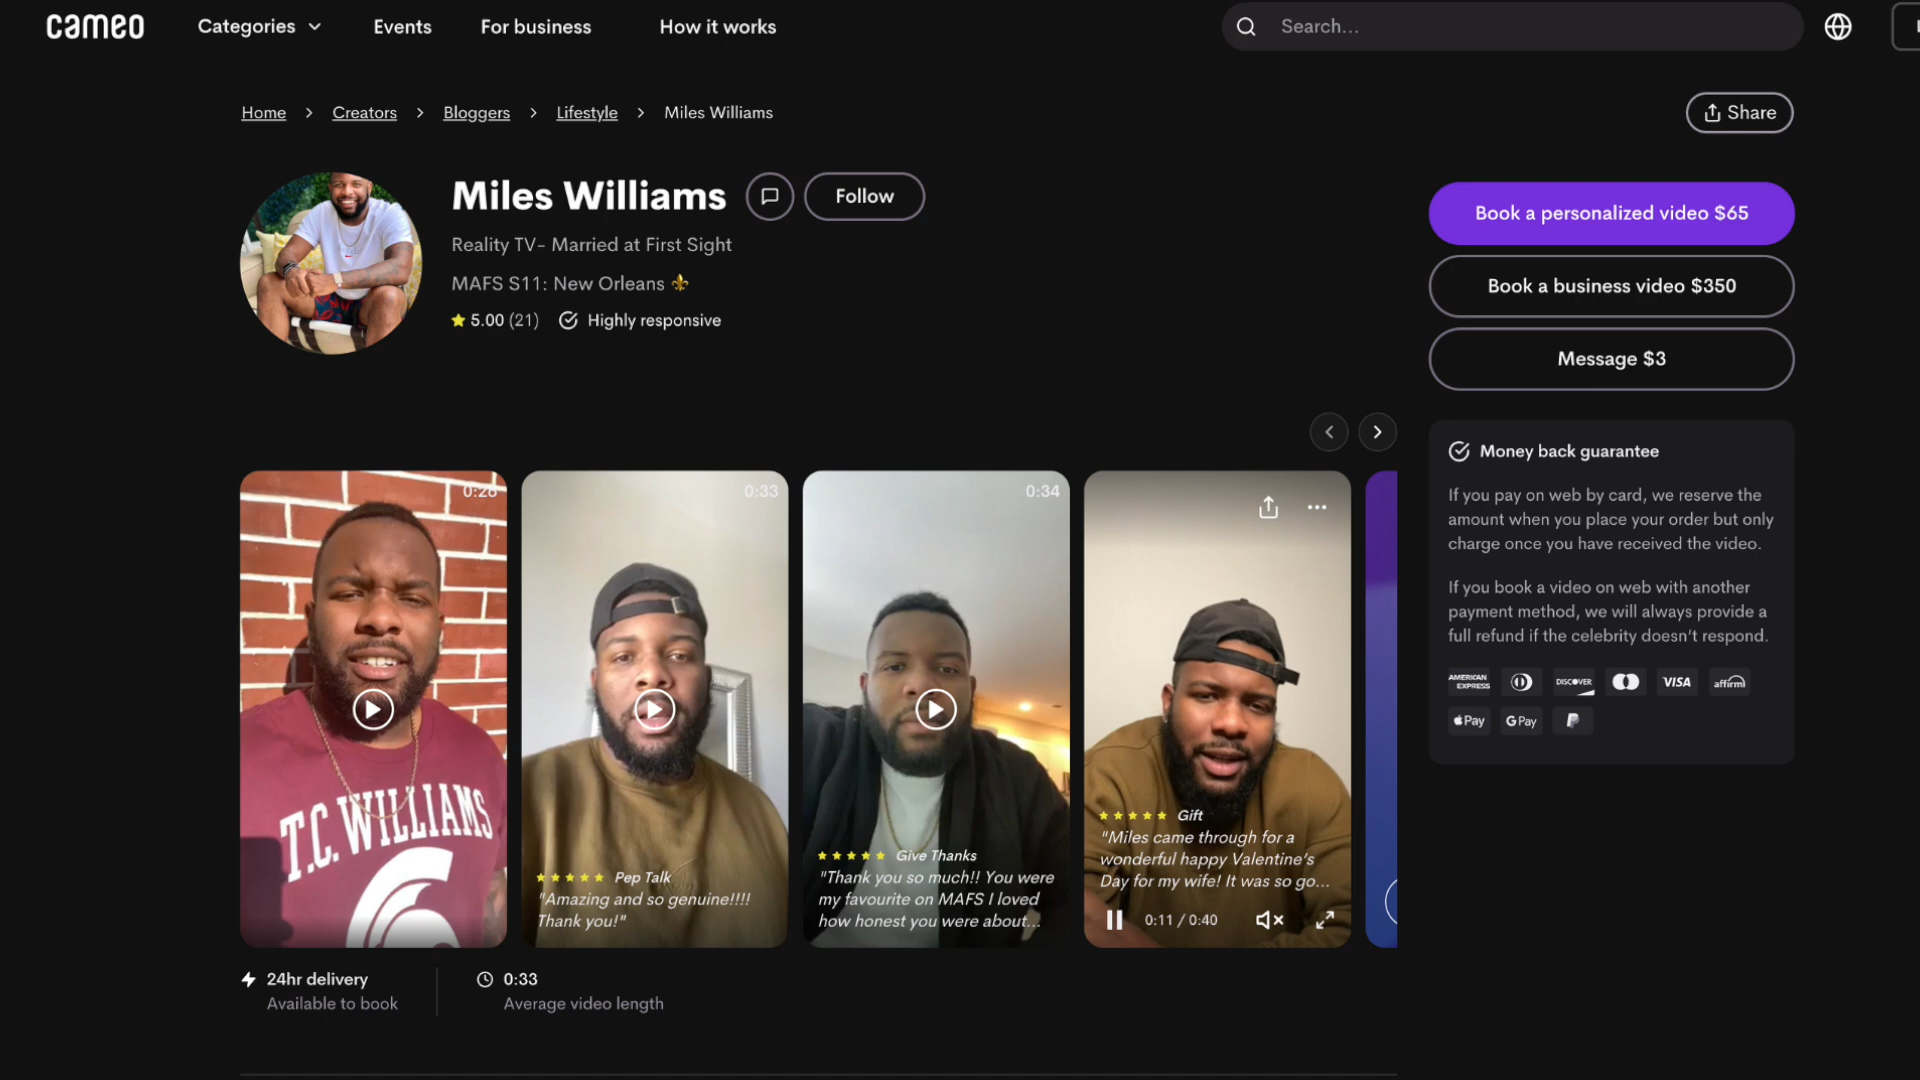 cameo
Categories
Events
For business
How it works
Search...
Home > Creators > Bloggers > Lifestyle > Miles Williams
Share
Miles Williams
Follow
Reality TV- Married at First Sight
MAFS S11: New Orleans ⚜️
5.00 (21)
Highly responsive
Book a personalized video $65
Book a business video $350
Message $3
Money back guarantee
If you pay on web by card, we reserve the
amount when you place your order but only
charge once you have received the video.
If you book a video on web with another
payment method, we will always provide a
full refund if the celebrity doesn't respond.
AMERICAN
EXPRESS
DISCOVER
VISA
affirm
Pay
G Pay
0:26
T.C. WILLIAMS
0:33
Pep Talk
"Amazing and so genuine!!!!
Thank you!"
0:34
Give Thanks
"Thank you so much!! You were
my favourite on MAFS I loved
how honest you were about...
Gift
"Miles came through for a
wonderful happy Valentine's
Day for my wife! It was so go...
0:11 / 0:40
24hr delivery
Available to book
0:33
Average video length